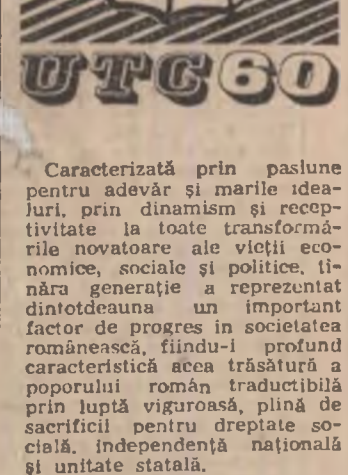 UTC 60
Caracterizată prin pasiune
pentru adevăr și marile idea-
luri, prin dinamism și recep-
tivitate la toate transformă-
rile novatoare ale vieții eco-
nomice, sociale și politice, tî-
năra generație a reprezentat
dintotdeauna un important
factor de progres în societatea
românească, fiindu-i profund
caracteristică acea trăsătură a
poporului român traductibilă
prin luptă viguroasă, plină de
sacrificii pentru dreptate so-
cială, independență națională
și unitate statală.